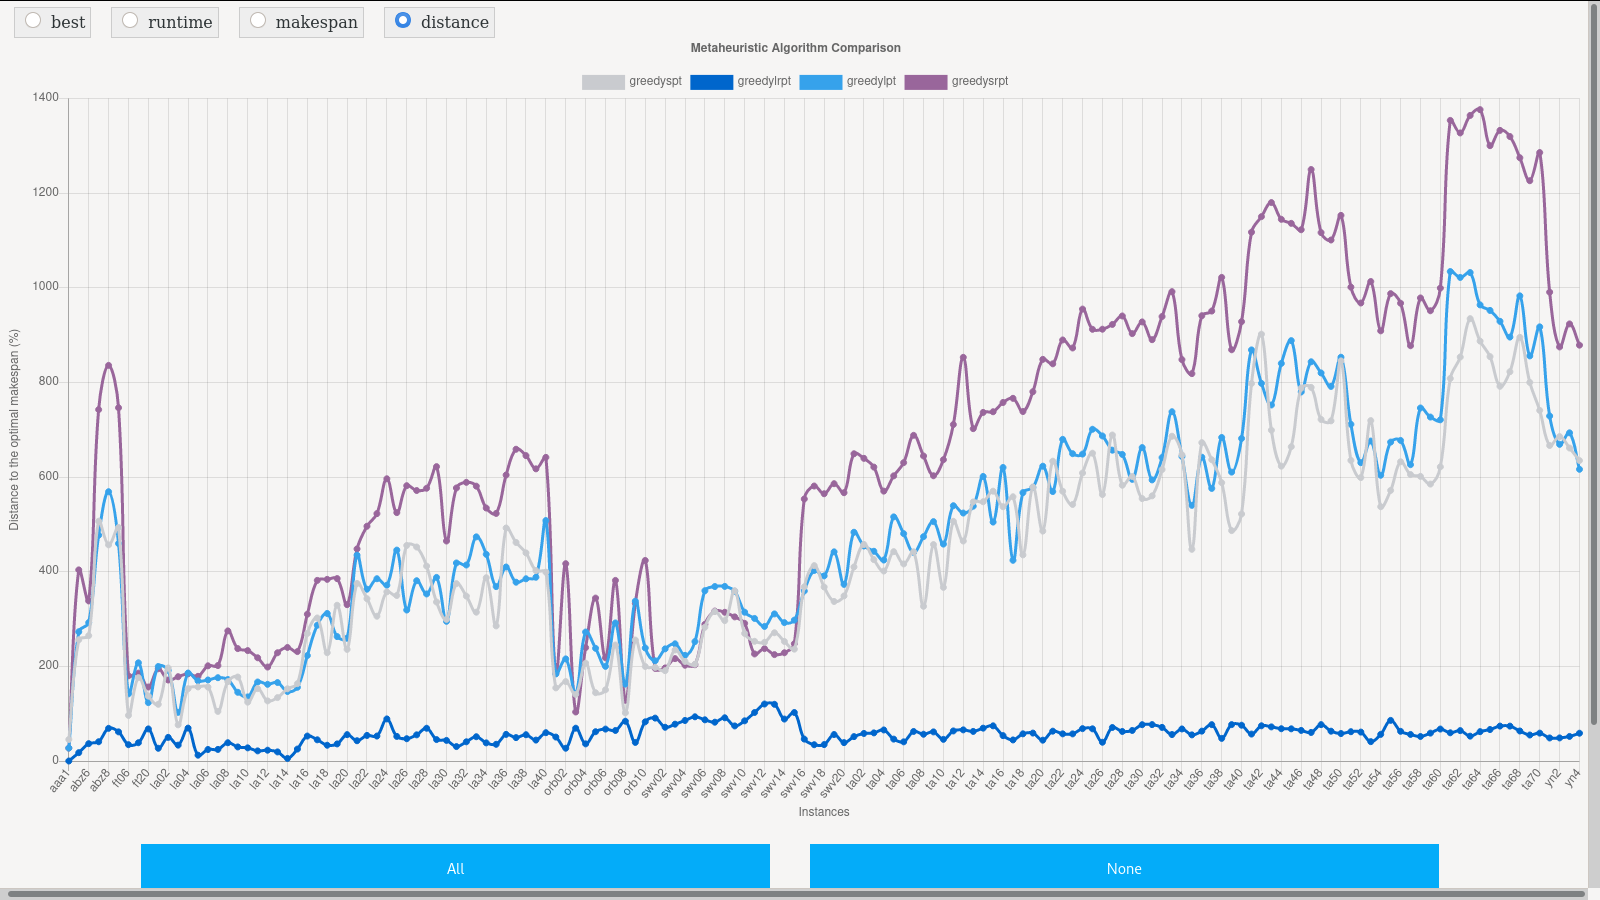 best runtime makespan distance
Metaheuristic Algorithm Comparison
greedyspt greedylrpt greedylpt greedysrpt
1400
1200
1000
800
600
400
200
0
Distance to the optimal makespan (%)
aaa1 abz6 abz8 ft06 ft20 la02 la04 la06 la08 la10 la12 la14 la16 la18 la20 la22 la24 la26 la28 la30 la32 la34 la36 la38 la40 orb02 orb04 orb06 orb08 orb10 swv02 swv04 swv06 swv08 swv10 swv12 swv14 swv16 swv18 swv20 ta02 ta04 ta06 ta08 ta10 ta12 ta14 ta16 ta18 ta20 ta22 ta24 ta26 ta28 ta30 ta32 ta34 ta36 ta38 ta40 ta42 ta44 ta46 ta48 ta50 ta52 ta54 ta56 ta58 ta60 ta62 ta64 ta66 ta68 ta70 yn2 yn4
Instances
All None